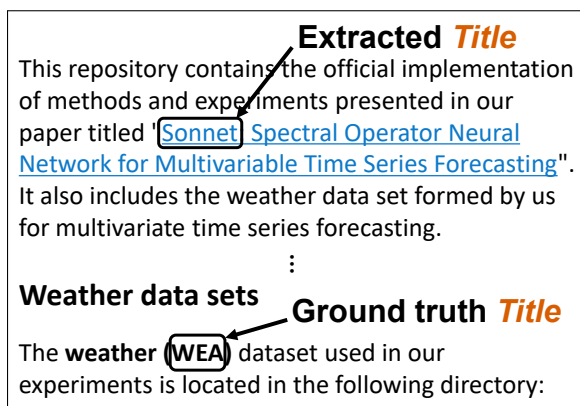 Extracted Title
This repository contains the official implementation
of methods and experiments presented in our
paper titled "Sonnet: Spectral Operator Neural
Network for Multivariable Time Series Forecasting".
It also includes the weather data set formed by us
for multivariate time series forecasting.
⋮
Weather data sets
Ground truth Title
The weather (WEA) dataset used in our
experiments is located in the following directory: